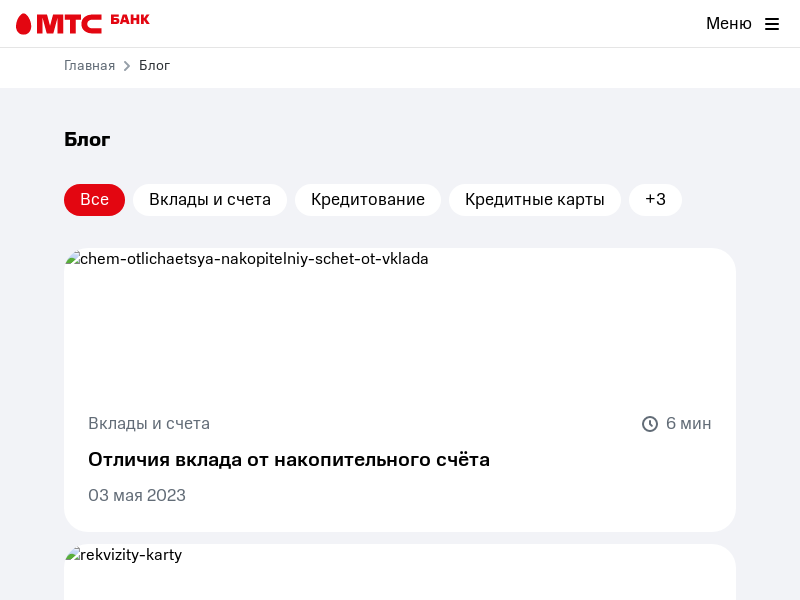 МТС БАНК
Меню
Главная
Блог
Блог
Все
Вклады и счета
Кредитование
Кредитные карты
+3
chem-otlichaetsya-nakopitelniy-schet-ot-vklada
Вклады и счета
6 мин
Отличия вклада от накопительного счёта
03 мая 2023
rekvizity-karty